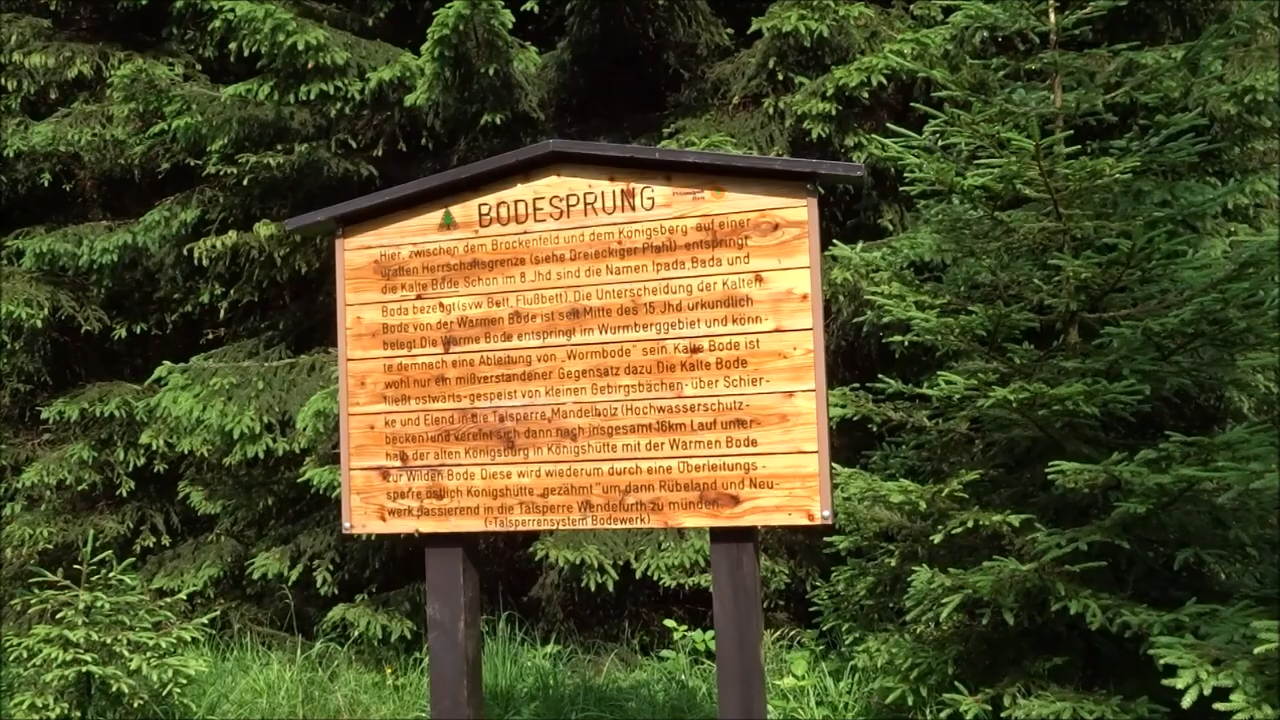 BODESPRUNG
Hier, zwischen dem Brockenfeld und dem Königsberg-auf einer
uralten Herrschaftsgrenze (siehe Dreieckiger Pfahl)-entspringt
die Kalte Bode. Schon im 8. Jhd. sind die Namen Ipada, Bada und
Boda bezeugt (svw. Bett, Flußbett). Die Unterscheidung der Kalten
Bode von der Warmen Bode ist seit Mitte des 15. Jhd. urkundlich
belegt. Die Warme Bode entspringt im Wurmberggebiet und könn-
te demnach eine Ableitung von „Wormbode" sein. Kalte Bode ist
wohl nur ein mißverstandener Gegensatz dazu. Die Kalte Bode
fließt ostwärts-gespeist von kleinen Gebirgsbächen-über Schier-
ke und Elend in die Talsperre Mandelholz (Hochwasserschutz-
becken) und vereint sich dann nach insgesamt 16km Lauf unter-
halb der alten Königsburg in Königshütte mit der Warmen Bode
zur Wilden Bode. Diese wird wiederum durch eine Überleitungs-
sperre östlich Königshütte „gezähmt" um dann Rübeland und Neu-
werk passierend in die Talsperre Wendefurth zu münden.
(=Talsperrensystem Bodewerk)